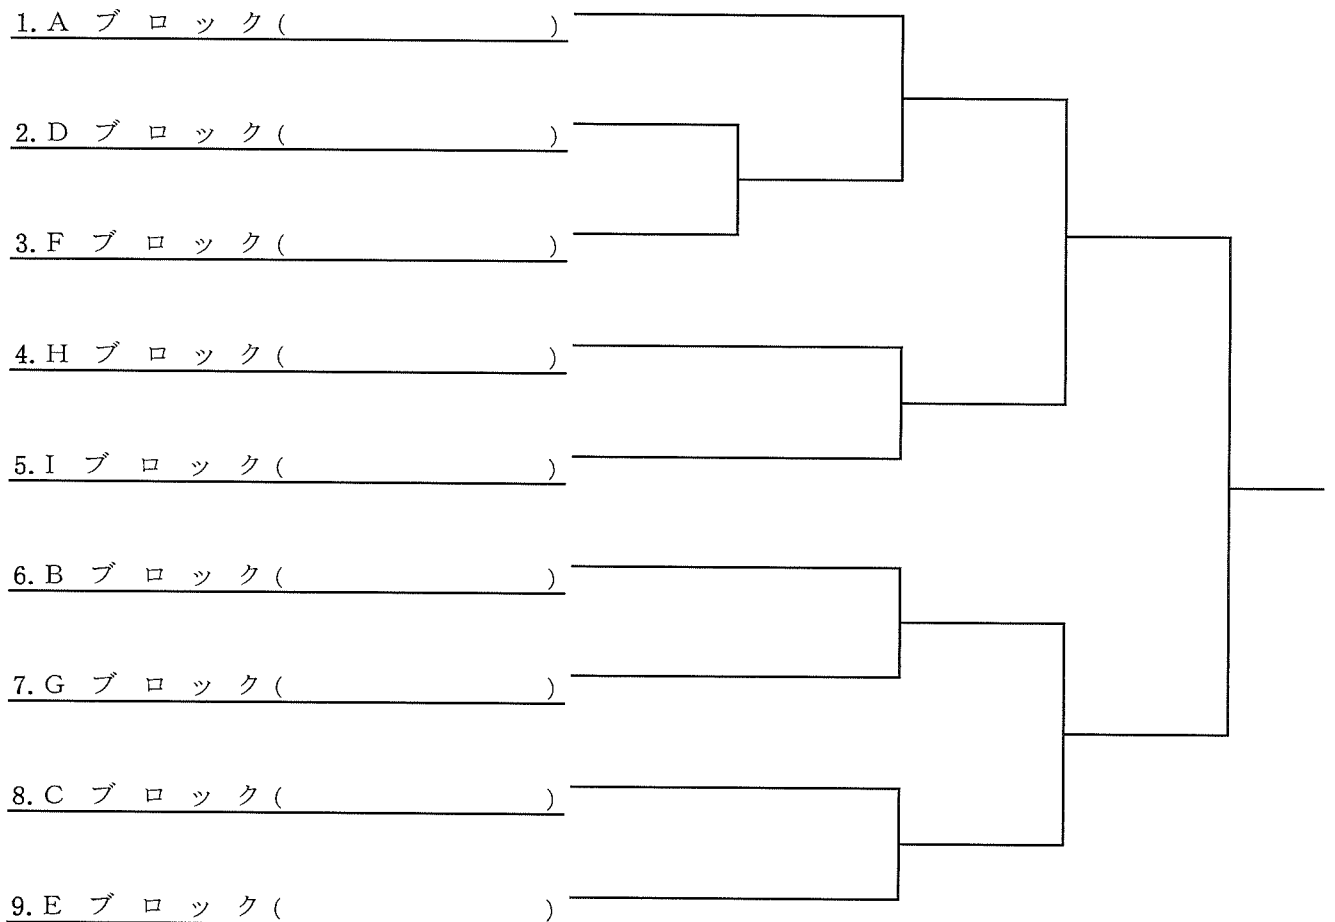 1. A ブロック( )
2. D ブロック( )
3. F ブロック( )
4. H ブロック( )
5. I ブロック( )
6. B ブロック( )
7. G ブロック( )
8. C ブロック( )
9. E ブロック( )